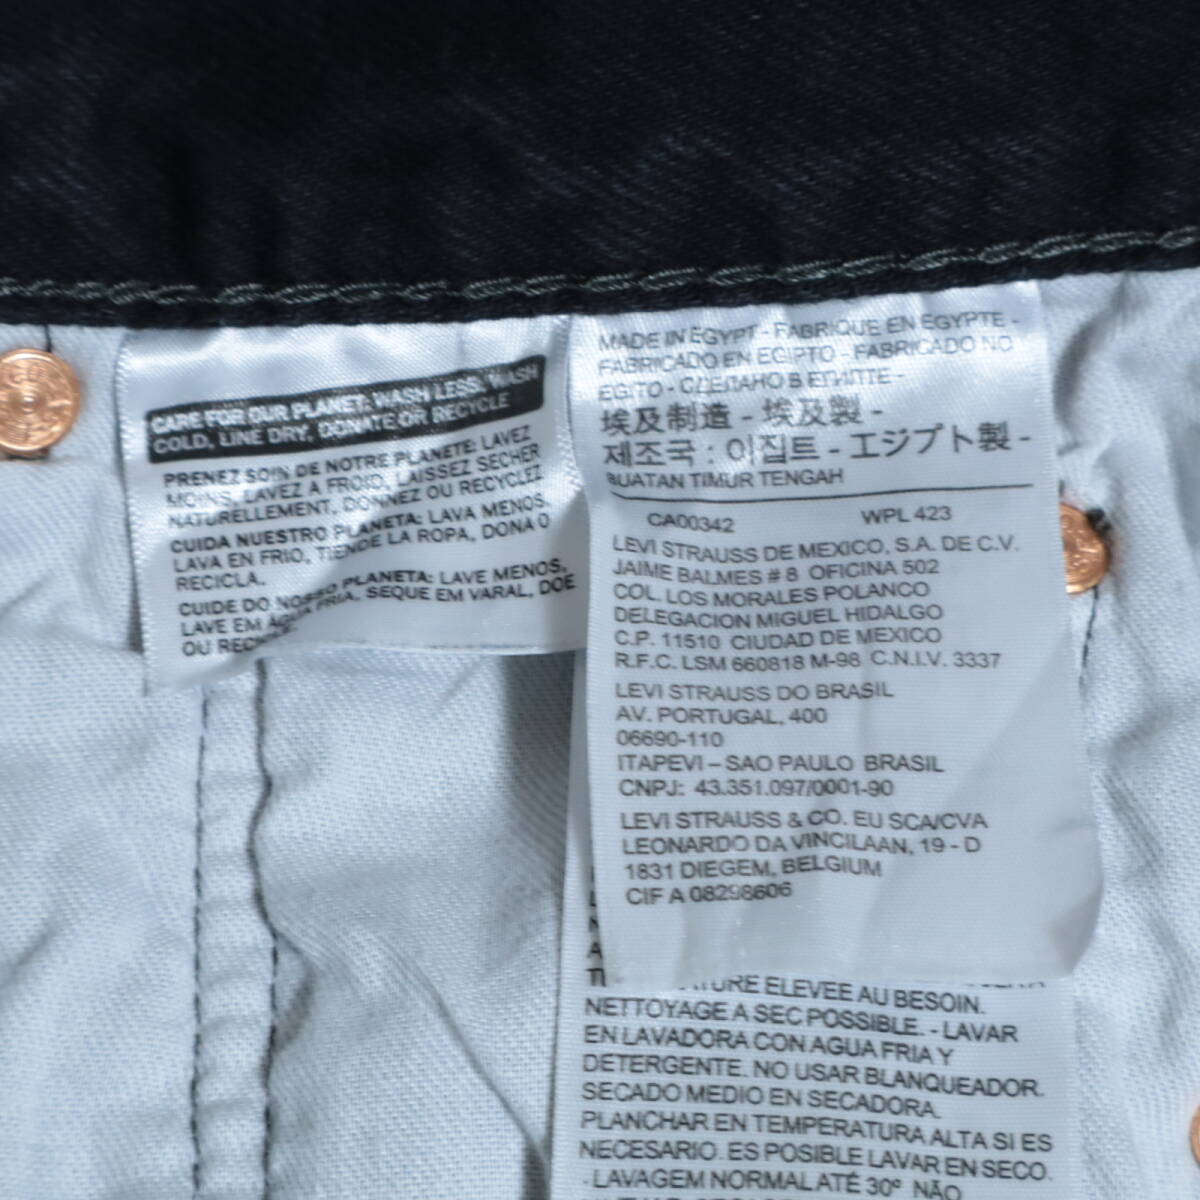 CARE FOR OUR PLANET: WASH LESS, WASH
COLD, LINE DRY, DONATE OR RECYCLE
PRENEZ SOIN DE NOTRE PLANETE: LAVEZ
MOINS, LAVEZ A FROID, LAISSEZ SECHER
NATURELLEMENT, DONNEZ OU RECYCLEZ
CUIDA NUESTRO PLANETA: LAVA MENOS,
LAVA EN FRIO, TIENDE LA ROPA, DONA O
RECICLA.
CUIDE DO NOSSO PLANETA: LAVE MENOS,
LAVE EM ÁGUA FRIA, SEQUE EM VARAL, DOE
OU
MADE IN EGYPT - FABRIQUE EN EGYPTE -
FABRICADO EN EGIPTO - FABRICADO NO
EGITO - СДЕЛАНО В ЕГИПТЕ -
埃及制造 - 埃及製 -
제조국 : 이집트 - エジプト製 -
BUATAN TIMUR TENGAH
CA00342 WPL 423
LEVI STRAUSS DE MEXICO, S.A. DE C.V.
JAIME BALMES # 8 OFICINA 502
COL. LOS MORALES POLANCO
DELEGACION MIGUEL HIDALGO
C.P. 11510 CIUDAD DE MEXICO
R.F.C. LSM 660818 M-98 C.N.I.V. 3337
LEVI STRAUSS DO BRASIL
AV. PORTUGAL, 400
06690-110
ITAPEVI – SAO PAULO BRASIL
CNPJ: 43.351.097/0001-90
LEVI STRAUSS & CO. EU SCA/CVA
LEONARDO DA VINCILAAN, 19 - D
1831 DIEGEM, BELGIUM
CIF A 08298606
ELEVEE AU BESOIN.
NETTOYAGE A SEC POSSIBLE. - LAVAR
EN LAVADORA CON AGUA FRIA Y
DETERGENTE. NO USAR BLANQUEADOR.
SECADO MEDIO EN SECADORA.
PLANCHAR EN TEMPERATURA ALTA SI ES
NECESARIO. ES POSIBLE LAVAR EN SECO.
- LAVAGEM NORMAL ATÉ 30º NÃO